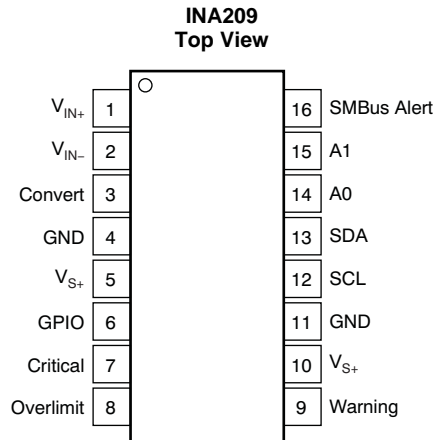 INA209
Top View
V_IN+ 1
V_IN– 2
Convert 3
GND 4
V_S+ 5
GPIO 6
Critical 7
Overlimit 8
16 SMBus Alert
15 A1
14 A0
13 SDA
12 SCL
11 GND
10 V_S+
9 Warning